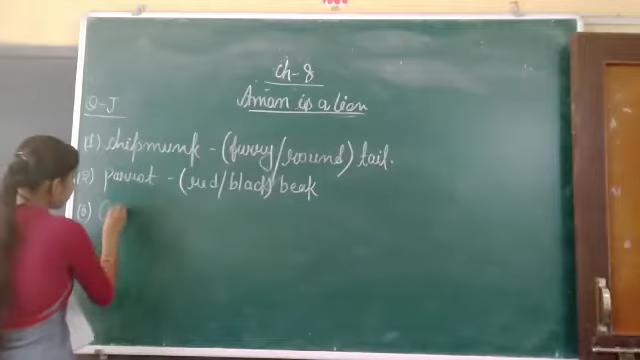 ch-8
Aman is a lion
Q-J
(1) chipmunk - (furry/round) tail.
(2) parrot - (red/black) beak
(3)